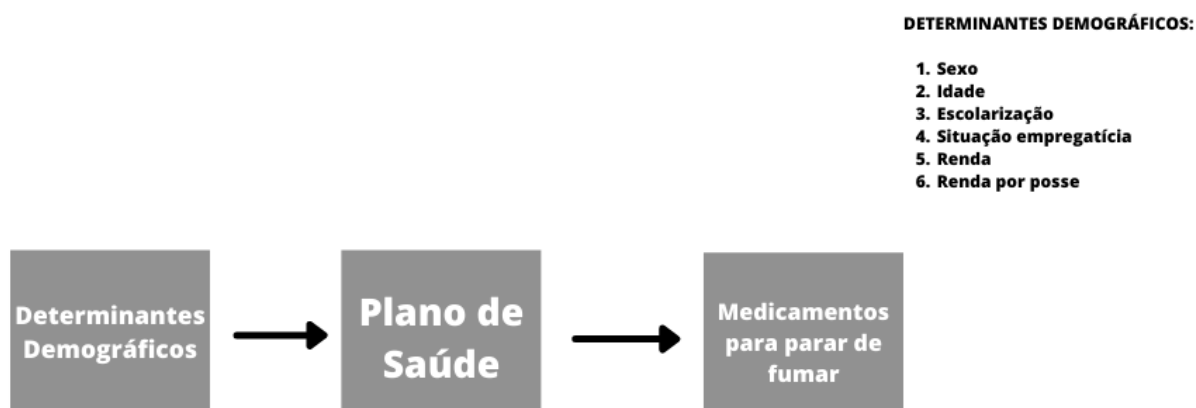 DETERMINANTES DEMOGRÁFICOS:
1. Sexo
2. Idade
3. Escolarização
4. Situação empregatícia
5. Renda
6. Renda por posse
Determinantes
Demográficos
Plano de
Saúde
Medicamentos
para parar de
fumar